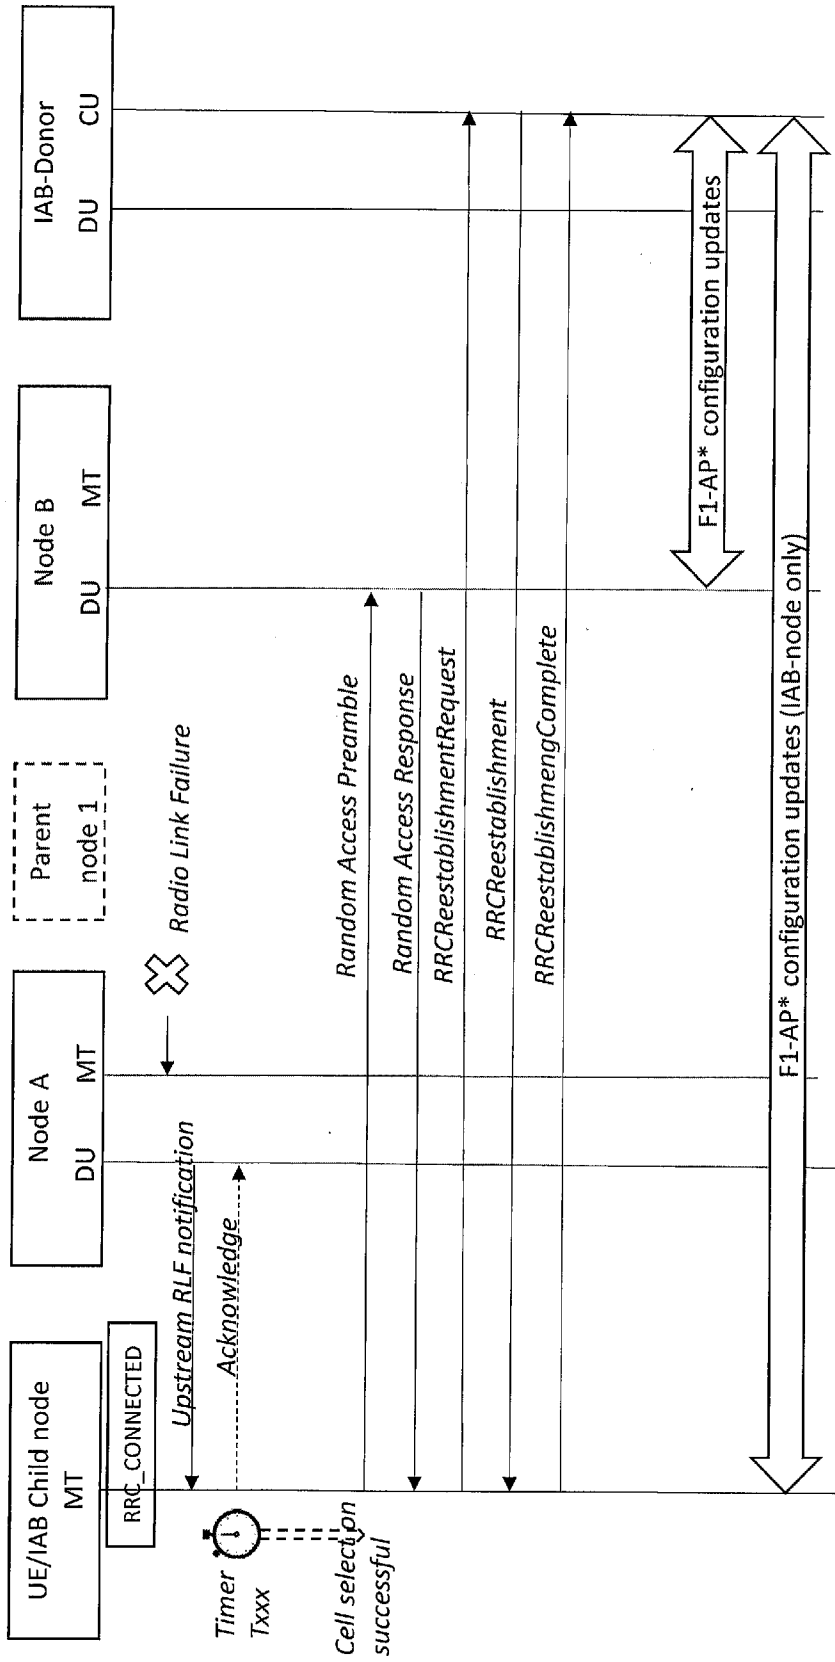 UE/IAB Child node
MT
Node A
DU
MT
Parent
node 1
Node B
DU
MT
IAB-Donor
DU
CU
RRC_CONNECTED
Radio Link Failure
Upstream RLF notification
Acknowledge
Timer
Txxx
Cell selection
successful
Random Access Preamble
Random Access Response
RRCReestablishmentRequest
RRCReestablishment
RRCReestablishmengComplete
F1-AP* configuration updates
F1-AP* configuration updates (IAB-node only)